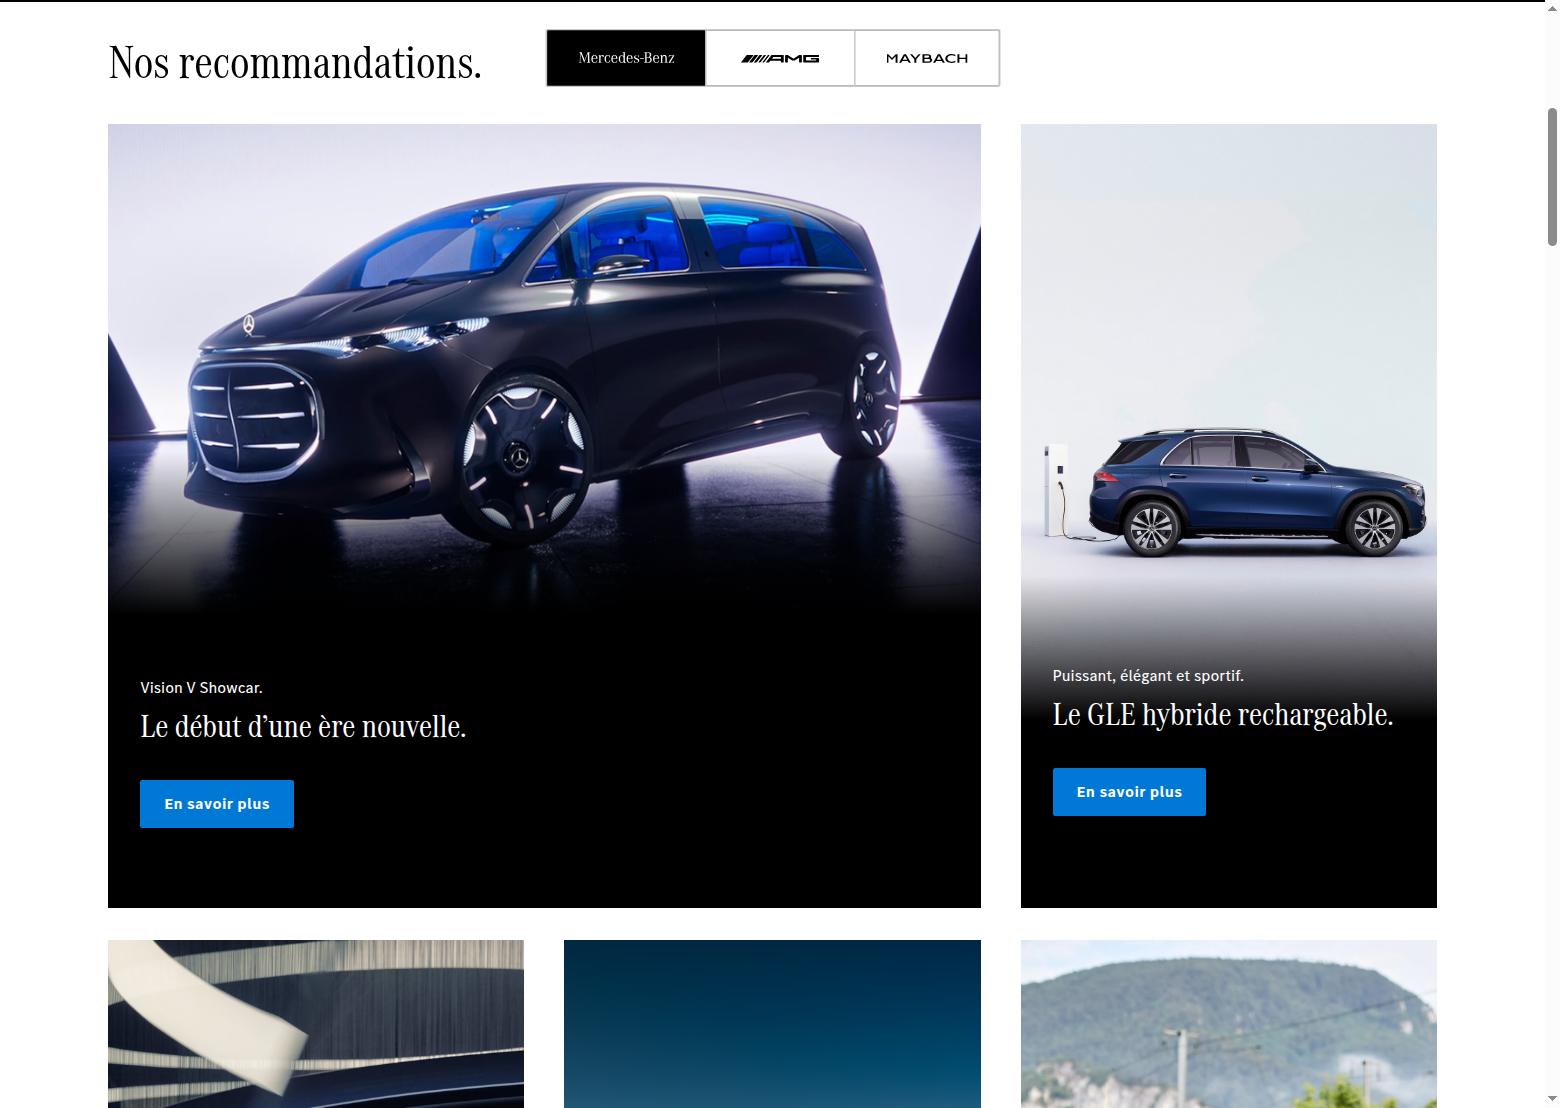 Nos recommandations.
Mercedes-Benz
AMG
MAYBACH
Vision V Showcar.
Le début d’une ère nouvelle.
En savoir plus
Puissant, élégant et sportif.
Le GLE hybride rechargeable.
En savoir plus